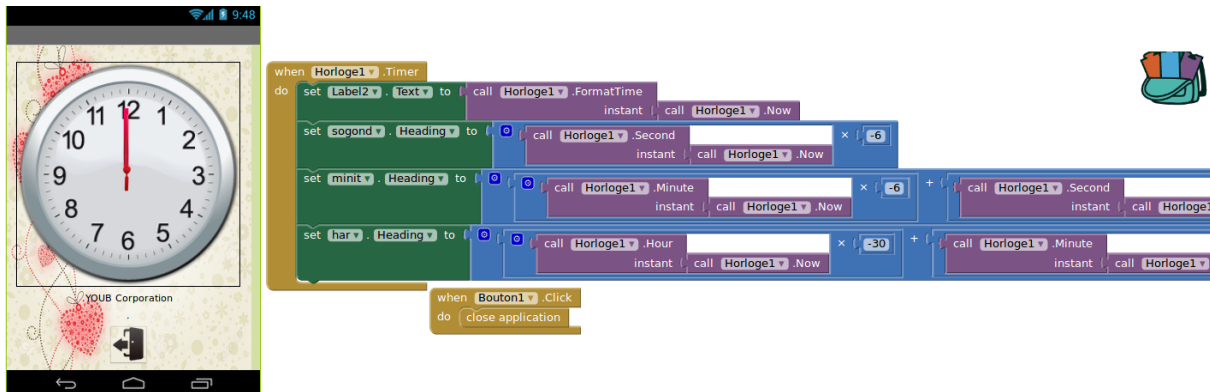 9:48
11 12 1
10 2
9 3
8 4
7 6 5
YOUB Corporation
when Horloge1 .Timer
do set Label2 . Text to call Horloge1 .FormatTime
instant call Horloge1 .Now
set sogond . Heading to call Horloge1 .Second × -6
instant call Horloge1 .Now
set minit . Heading to call Horloge1 .Minute × -6 + call Horloge1 .Second
instant call Horloge1 .Now instant call Horloge1
set har . Heading to call Horloge1 .Hour × -30 + call Horloge1 .Minute
instant call Horloge1 .Now instant call Horloge1
when Bouton1 .Click
do close application